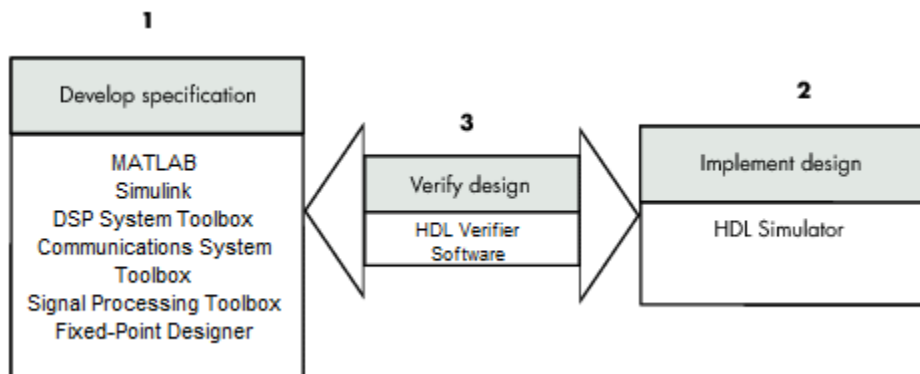 1
Develop specification
MATLAB
Simulink
DSP System Toolbox
Communications System
Toolbox
Signal Processing Toolbox
Fixed-Point Designer
3
Verify design
HDL Verifier
Software
2
Implement design
HDL Simulator